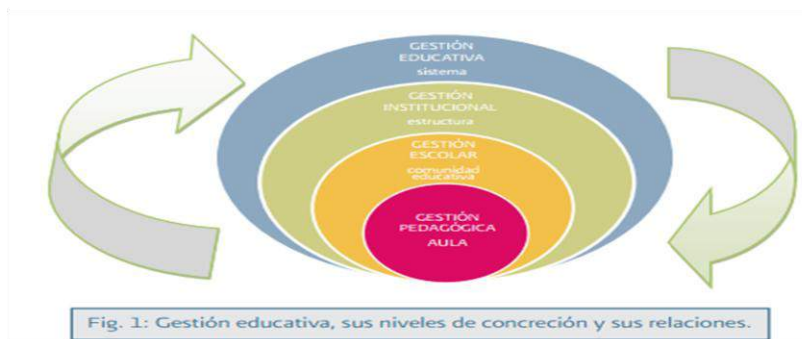 GESTIÓN
EDUCATIVA
sistema
GESTIÓN
INSTITUCIONAL
estructura
GESTIÓN
ESCOLAR
comunidad
educativa
GESTIÓN
PEDAGÓGICA
AULA
Fig. 1: Gestión educativa, sus niveles de concreción y sus relaciones.